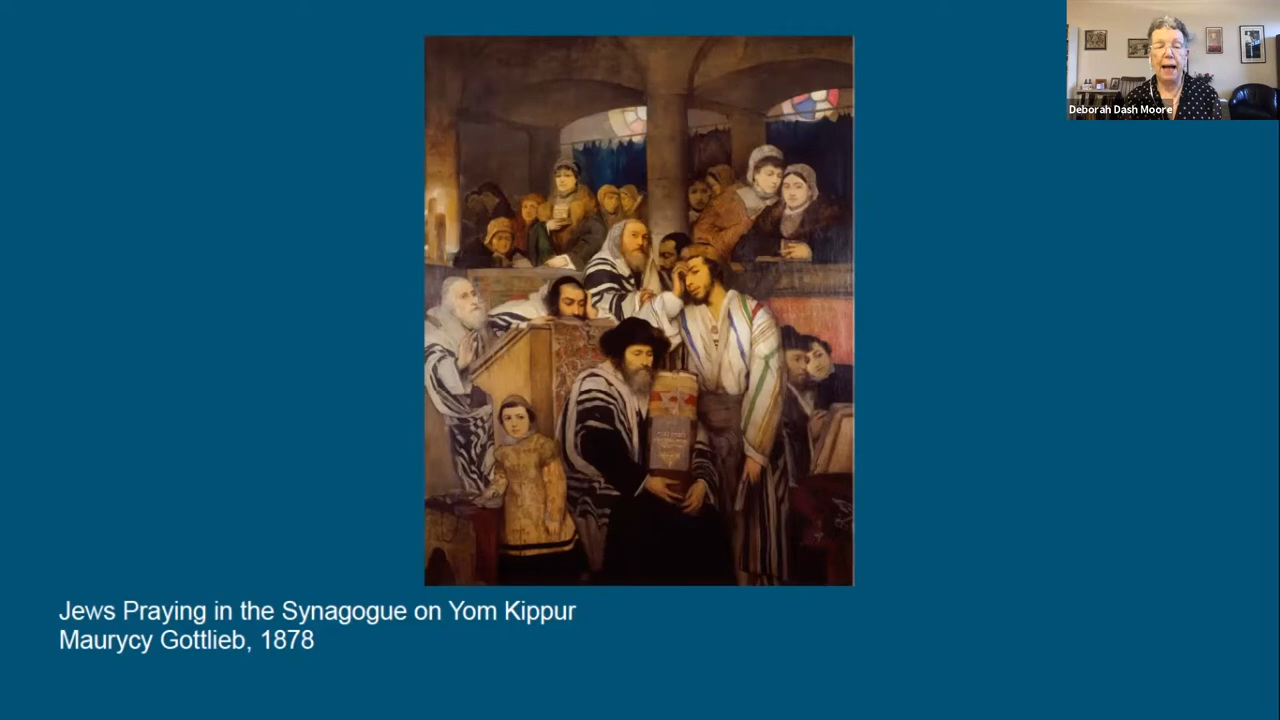 Deborah Dash Moore
Jews Praying in the Synagogue on Yom Kippur
Maurycy Gottlieb, 1878